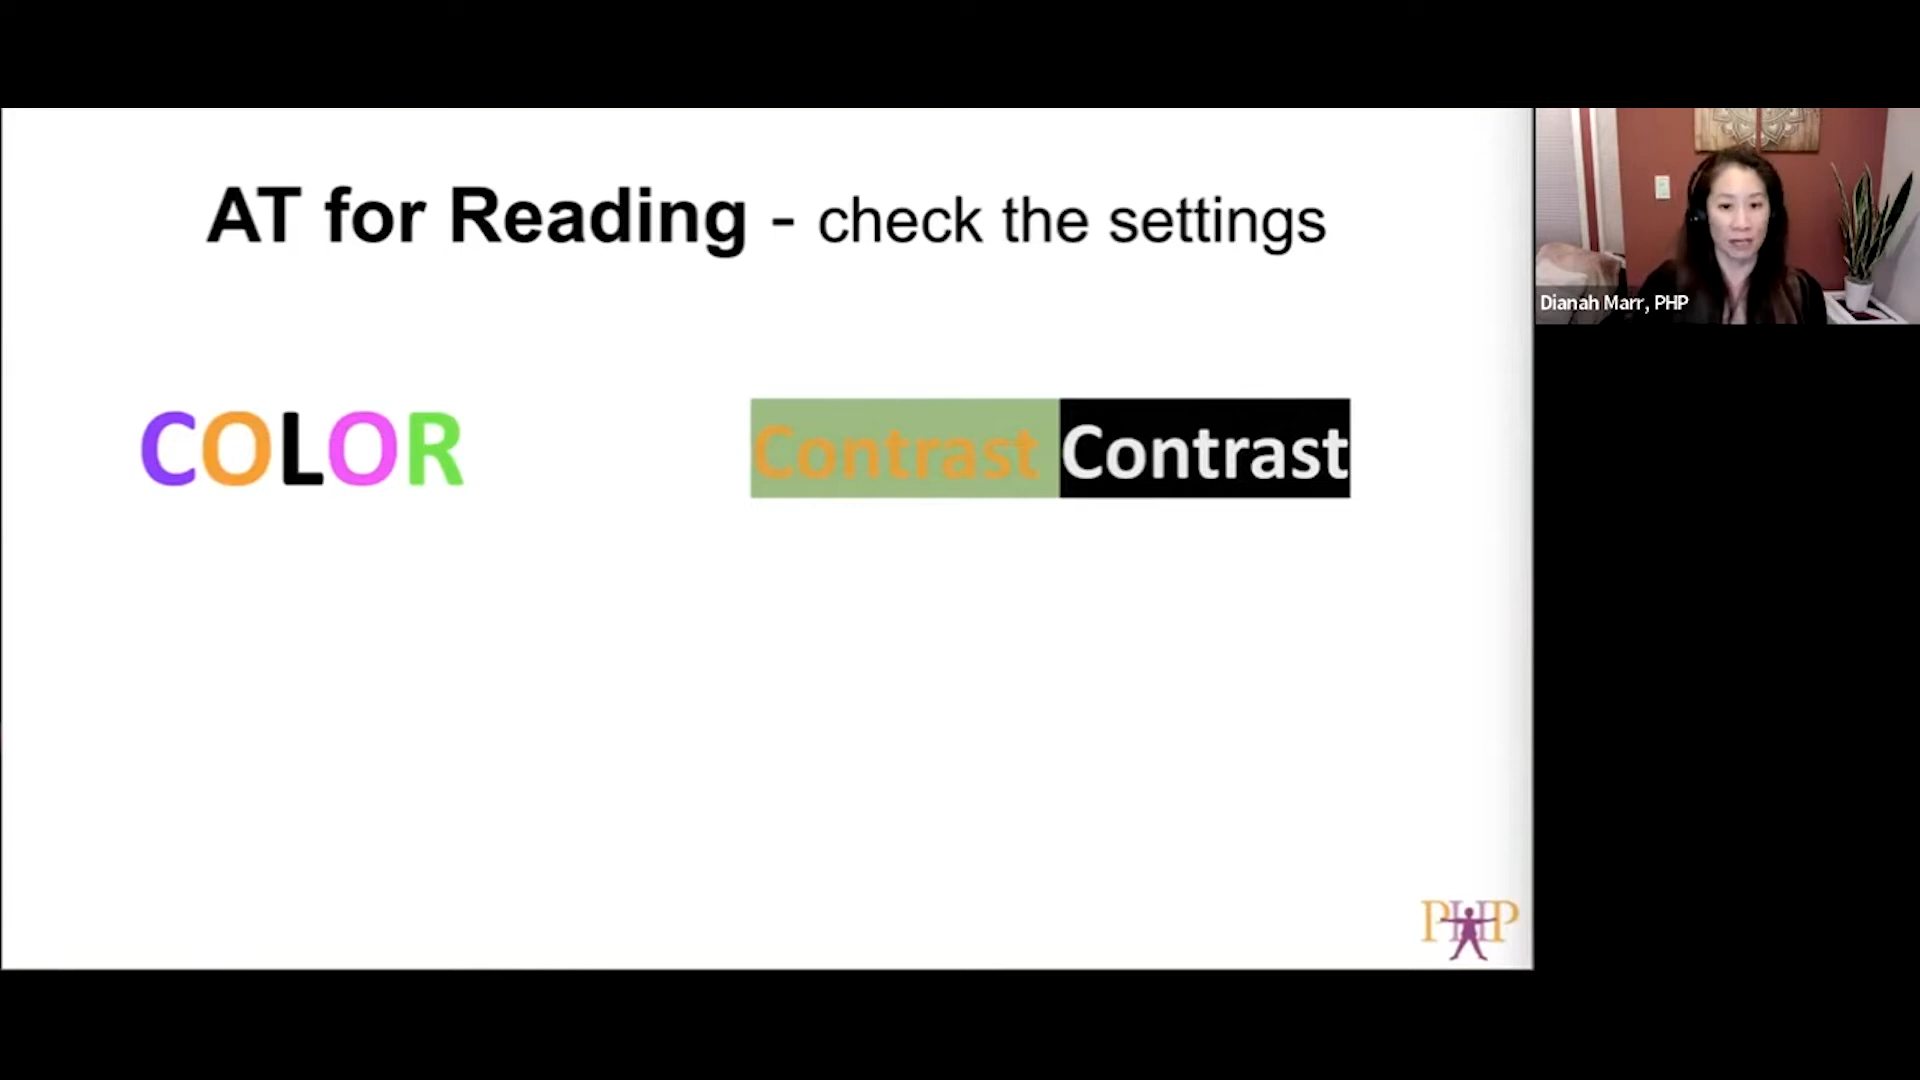 AT for Reading - check the settings
COLOR
Contrast Contrast
Dianah Marr, PHP
PHP